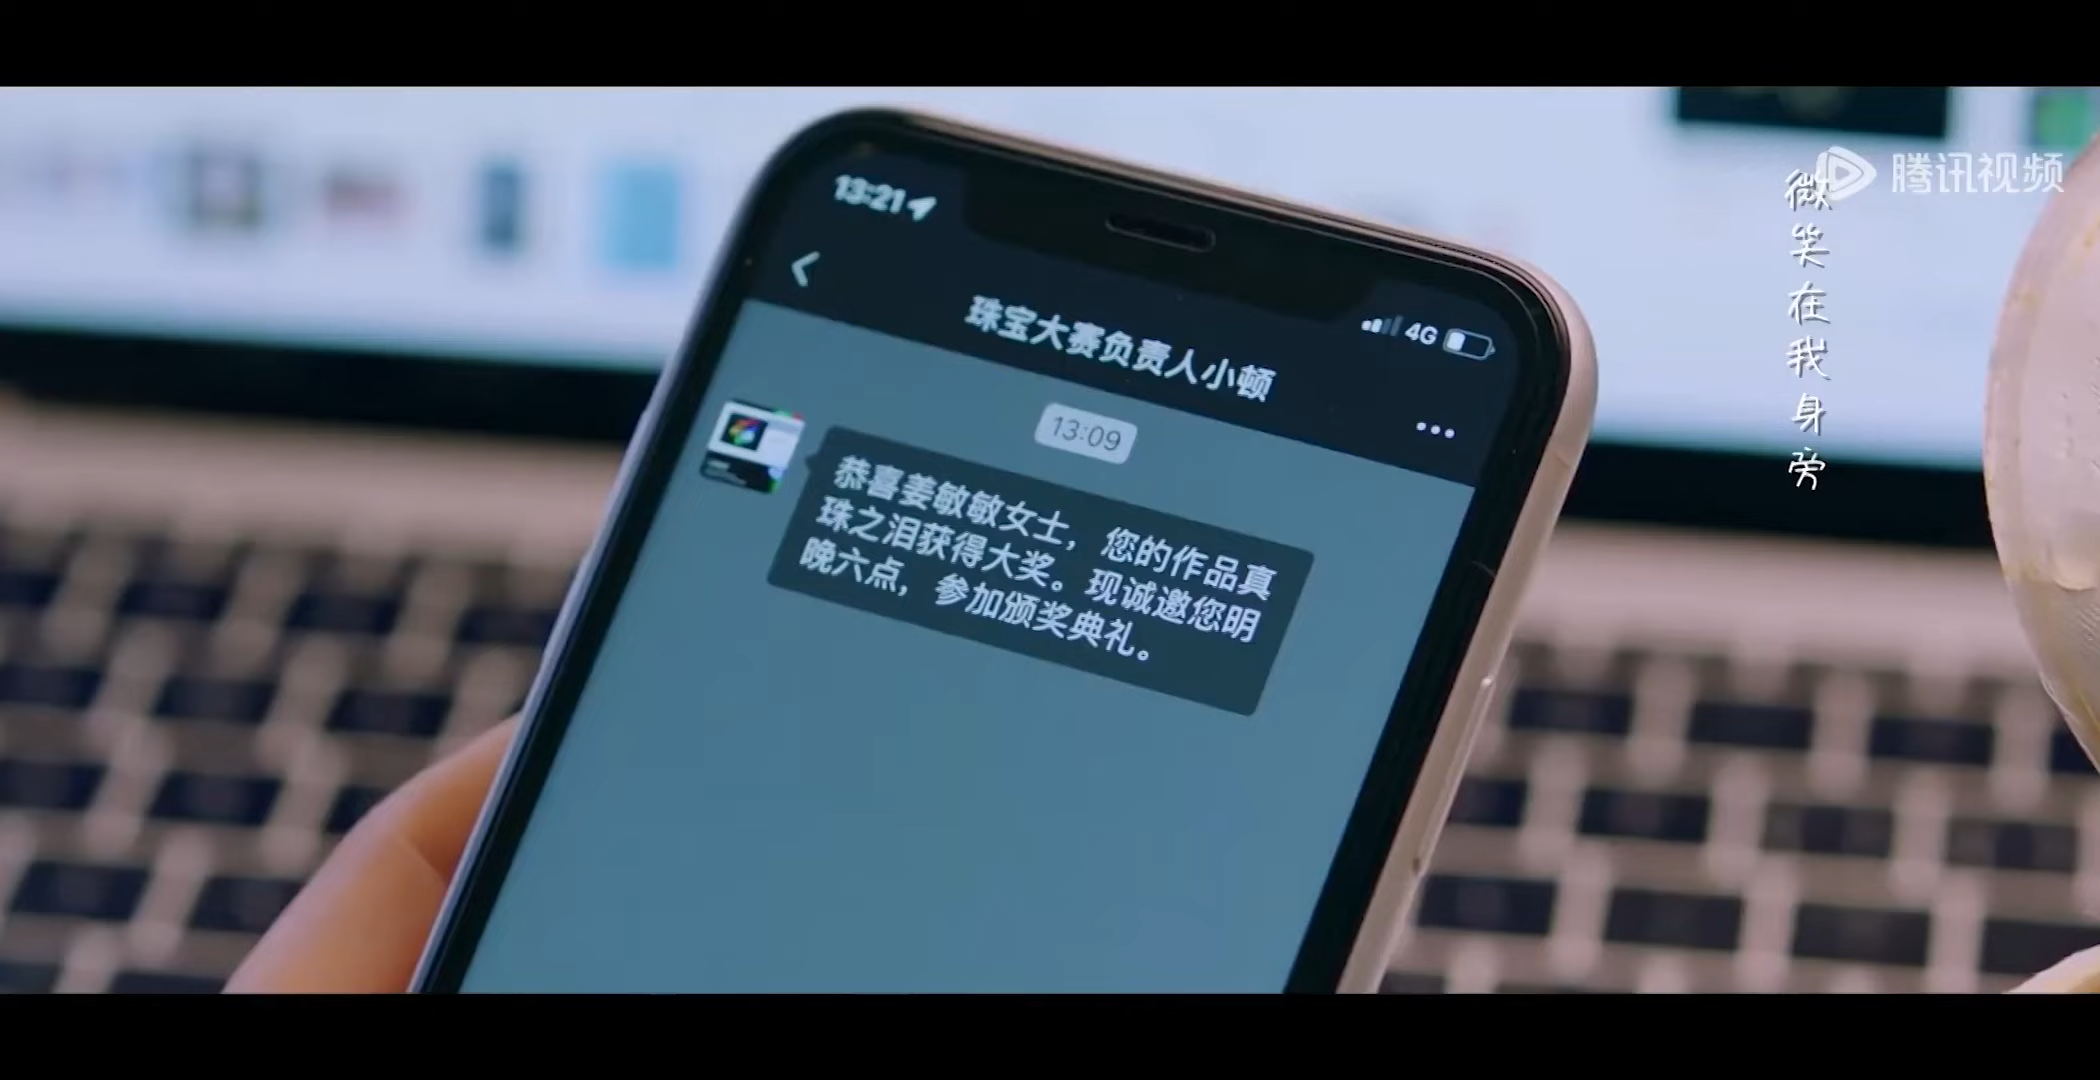 13:21
4G
珠宝大赛负责人小顿
13:09
恭喜姜敏敏女士，您的作品真
珠之泪获得大奖。现诚邀您明
晚六点，参加颁奖典礼。
腾讯视频
微笑在我身旁